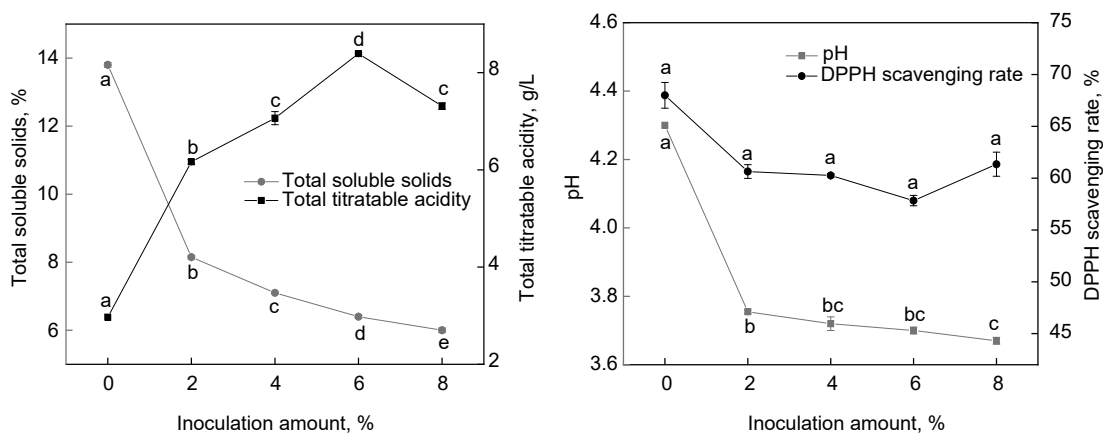 Total soluble solids, %
14
12
10
8
6
a
b
c
d
e
a
b
c
d
c
Total soluble solids
Total titratable acidity
8
6
4
2
Total titratable acidity, g/L
0 2 4 6 8
Inoculation amount, %
pH
4.6
4.4
4.2
4.0
3.8
3.6
pH
DPPH scavenging rate
a
a
a
a
a
a
b
bc
bc
c
75
70
65
60
55
50
45
DPPH scavenging rate, %
0 2 4 6 8
Inoculation amount, %